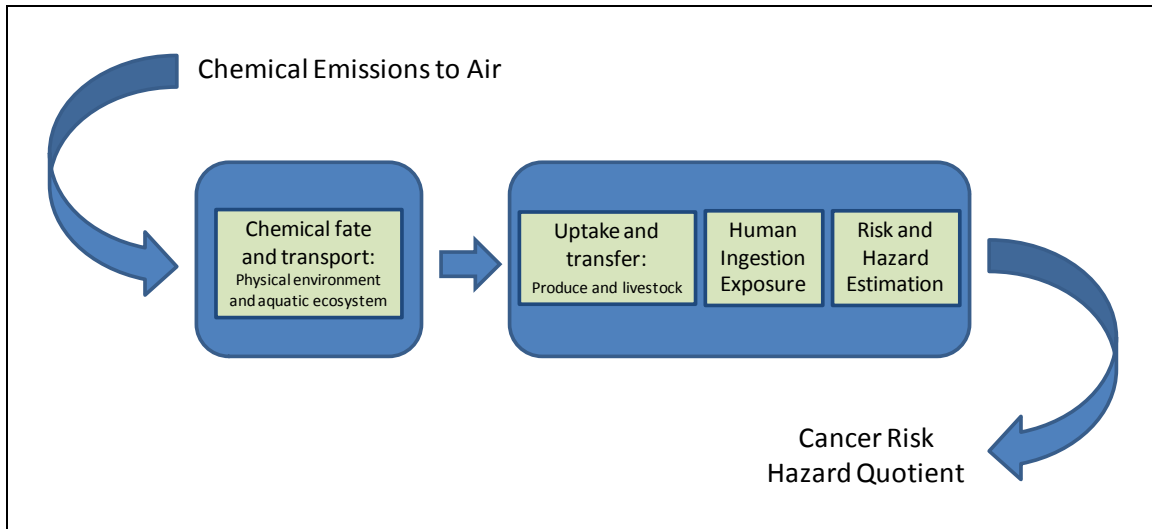 Chemical Emissions to Air
Chemical fate
and transport:
Physical environment
and aquatic ecosystem
Uptake and
transfer:
Produce and livestock
Human
Ingestion
Exposure
Risk and
Hazard
Estimation
Cancer Risk
Hazard Quotient